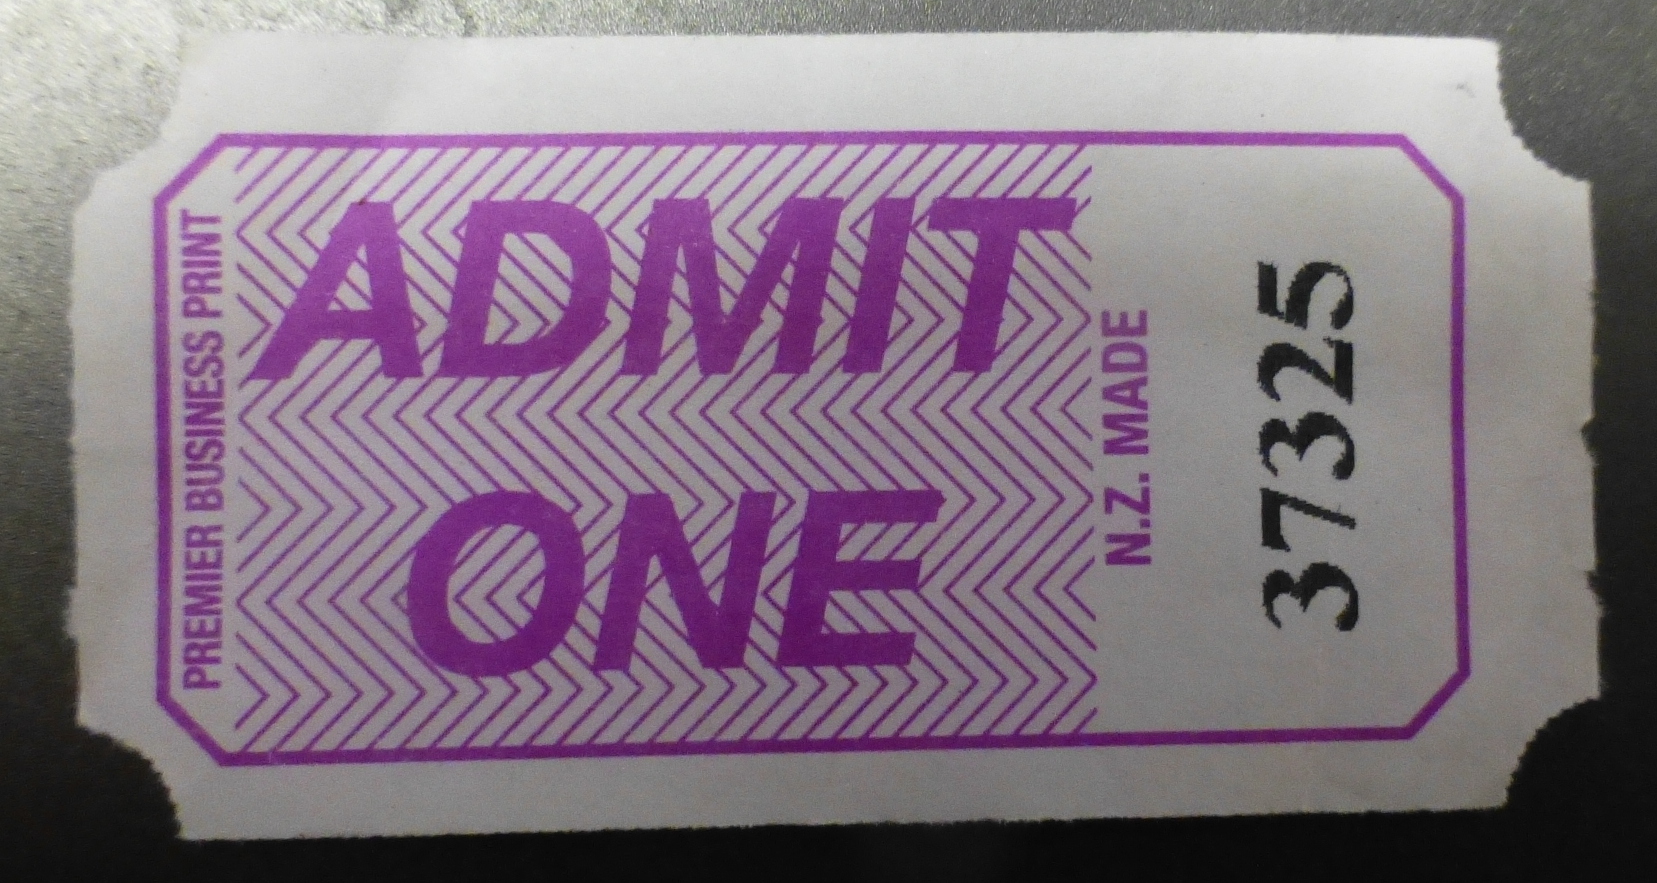 PREMIER BUSINESS PRINT
ADMIT
ONE
N.Z. MADE
37325